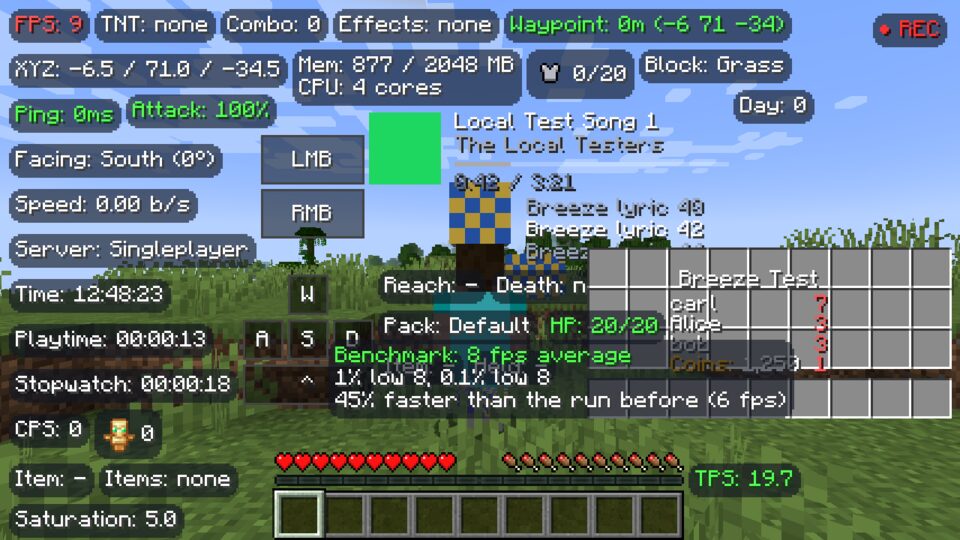 FPS: 9 TNT: none Combo: 0 Effects: none Waypoint: 0m (-6 71 -34) REC
XYZ: -6.5 / 71.0 / -34.5 Mem: 877 / 2048 MB
CPU: 4 cores
0/20 Block: Grass
Day: 0
Ping: 0ms Attack: 100%
Local Test Song 1
The Local Testers
0:42 / 3:21
Facing: South (0°) LMB
Breeze lyric 40
Speed: 0.00 b/s RMB
Breeze lyric 42
Server: Singleplayer
Breeze
Breeze Test
Time: 12:48:23 W Reach: - Death: n
carl 7
Alice 3
bob 3
Coins: 1,250 1
Playtime: 00:00:13 A S D Pack: Default HP: 20/20
Benchmark: 8 fps average
1% low 8, 0.1% low 8
45% faster than the run before (6 fps)
Stopwatch: 00:00:18 ^
CPS: 0 0
Item: - Items: none
TPS: 19.7
Saturation: 5.0